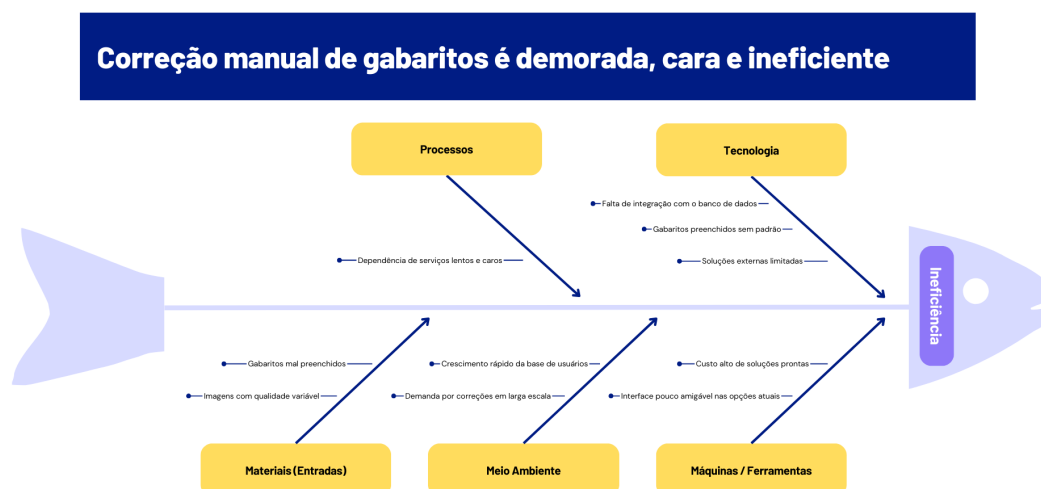 Correção manual de gabaritos é demorada, cara e ineficiente
Processos
Tecnologia
Falta de integração com o banco de dados
Gabaritos preenchidos sem padrão
Dependência de serviços lentos e caros
Soluções externas limitadas
Ineficiência
Gabaritos mal preenchidos
Crescimento rápido da base de usuários
Custo alto de soluções prontas
Imagens com qualidade variável
Demanda por correções em larga escala
Interface pouco amigável nas opções atuais
Materiais (Entradas)
Meio Ambiente
Máquinas / Ferramentas